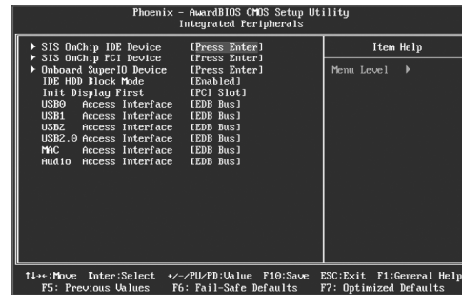 Phoenix - AwardBIOS CMOS Setup Utility
Integrated Peripherals
SIS OnChip IDE Device [Press Enter]
SIS OnChip PCI Device [Press Enter]
Onboard SuperIO Device [Press Enter]
IDE HDD Block Mode [Enabled]
Init Display First [PCI Slot]
USB0 Access Interface [EDB Bus]
USB1 Access Interface [EDB Bus]
USB2 Access Interface [EDB Bus]
USB2.0 Access Interface [EDB Bus]
MAC Access Interface [EDB Bus]
Audio Access Interface [EDB Bus]
Item Help
Menu Level
↑↓→←:Move Enter:Select +/-/PU/PD:Value F10:Save ESC:Exit F1:General Help
F5: Previous Values F6: Fail-Safe Defaults F7: Optimized Defaults